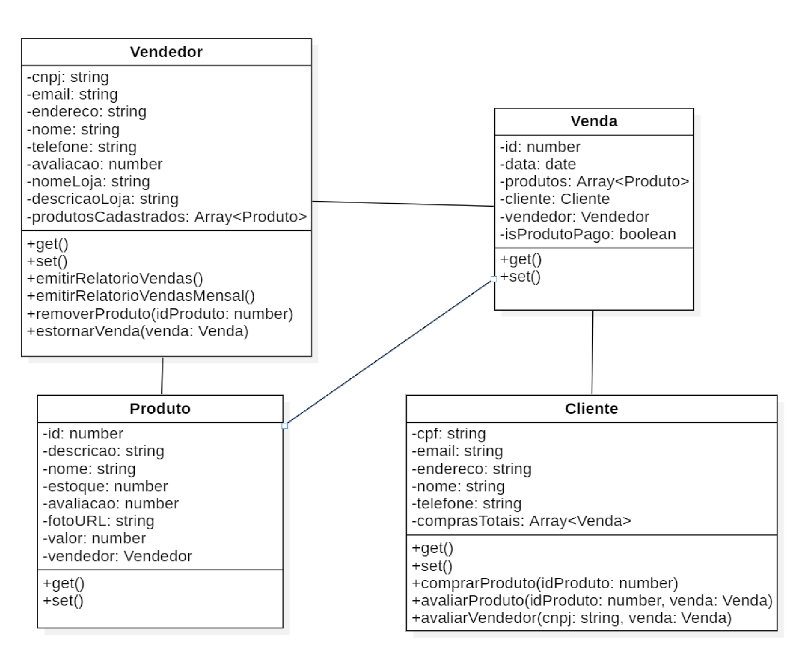 Vendedor
-cnpj: string
-email: string
-endereco: string
-nome: string
-telefone: string
-avaliacao: number
-nomeLoja: string
-descricaoLoja: string
-produtosCadastrados: Array<Produto>
+get()
+set()
+emitirRelatorioVendas()
+emitirRelatorioVendasMensal()
+removerProduto(idProduto: number)
+estornarVenda(venda: Venda)
Venda
-id: number
-data: date
-produtos: Array<Produto>
-cliente: Cliente
-vendedor: Vendedor
-isProdutoPago: boolean
+get()
+set()
Produto
-id: number
-descricao: string
-nome: string
-estoque: number
-avaliacao: number
-fotoURL: string
-valor: number
-vendedor: Vendedor
+get()
+set()
Cliente
-cpf: string
-email: string
-endereco: string
-nome: string
-telefone: string
-comprasTotais: Array<Venda>
+get()
+set()
+comprarProduto(idProduto: number)
+avaliarProduto(idProduto: number, venda: Venda)
+avaliarVendedor(cnpj: string, venda: Venda)